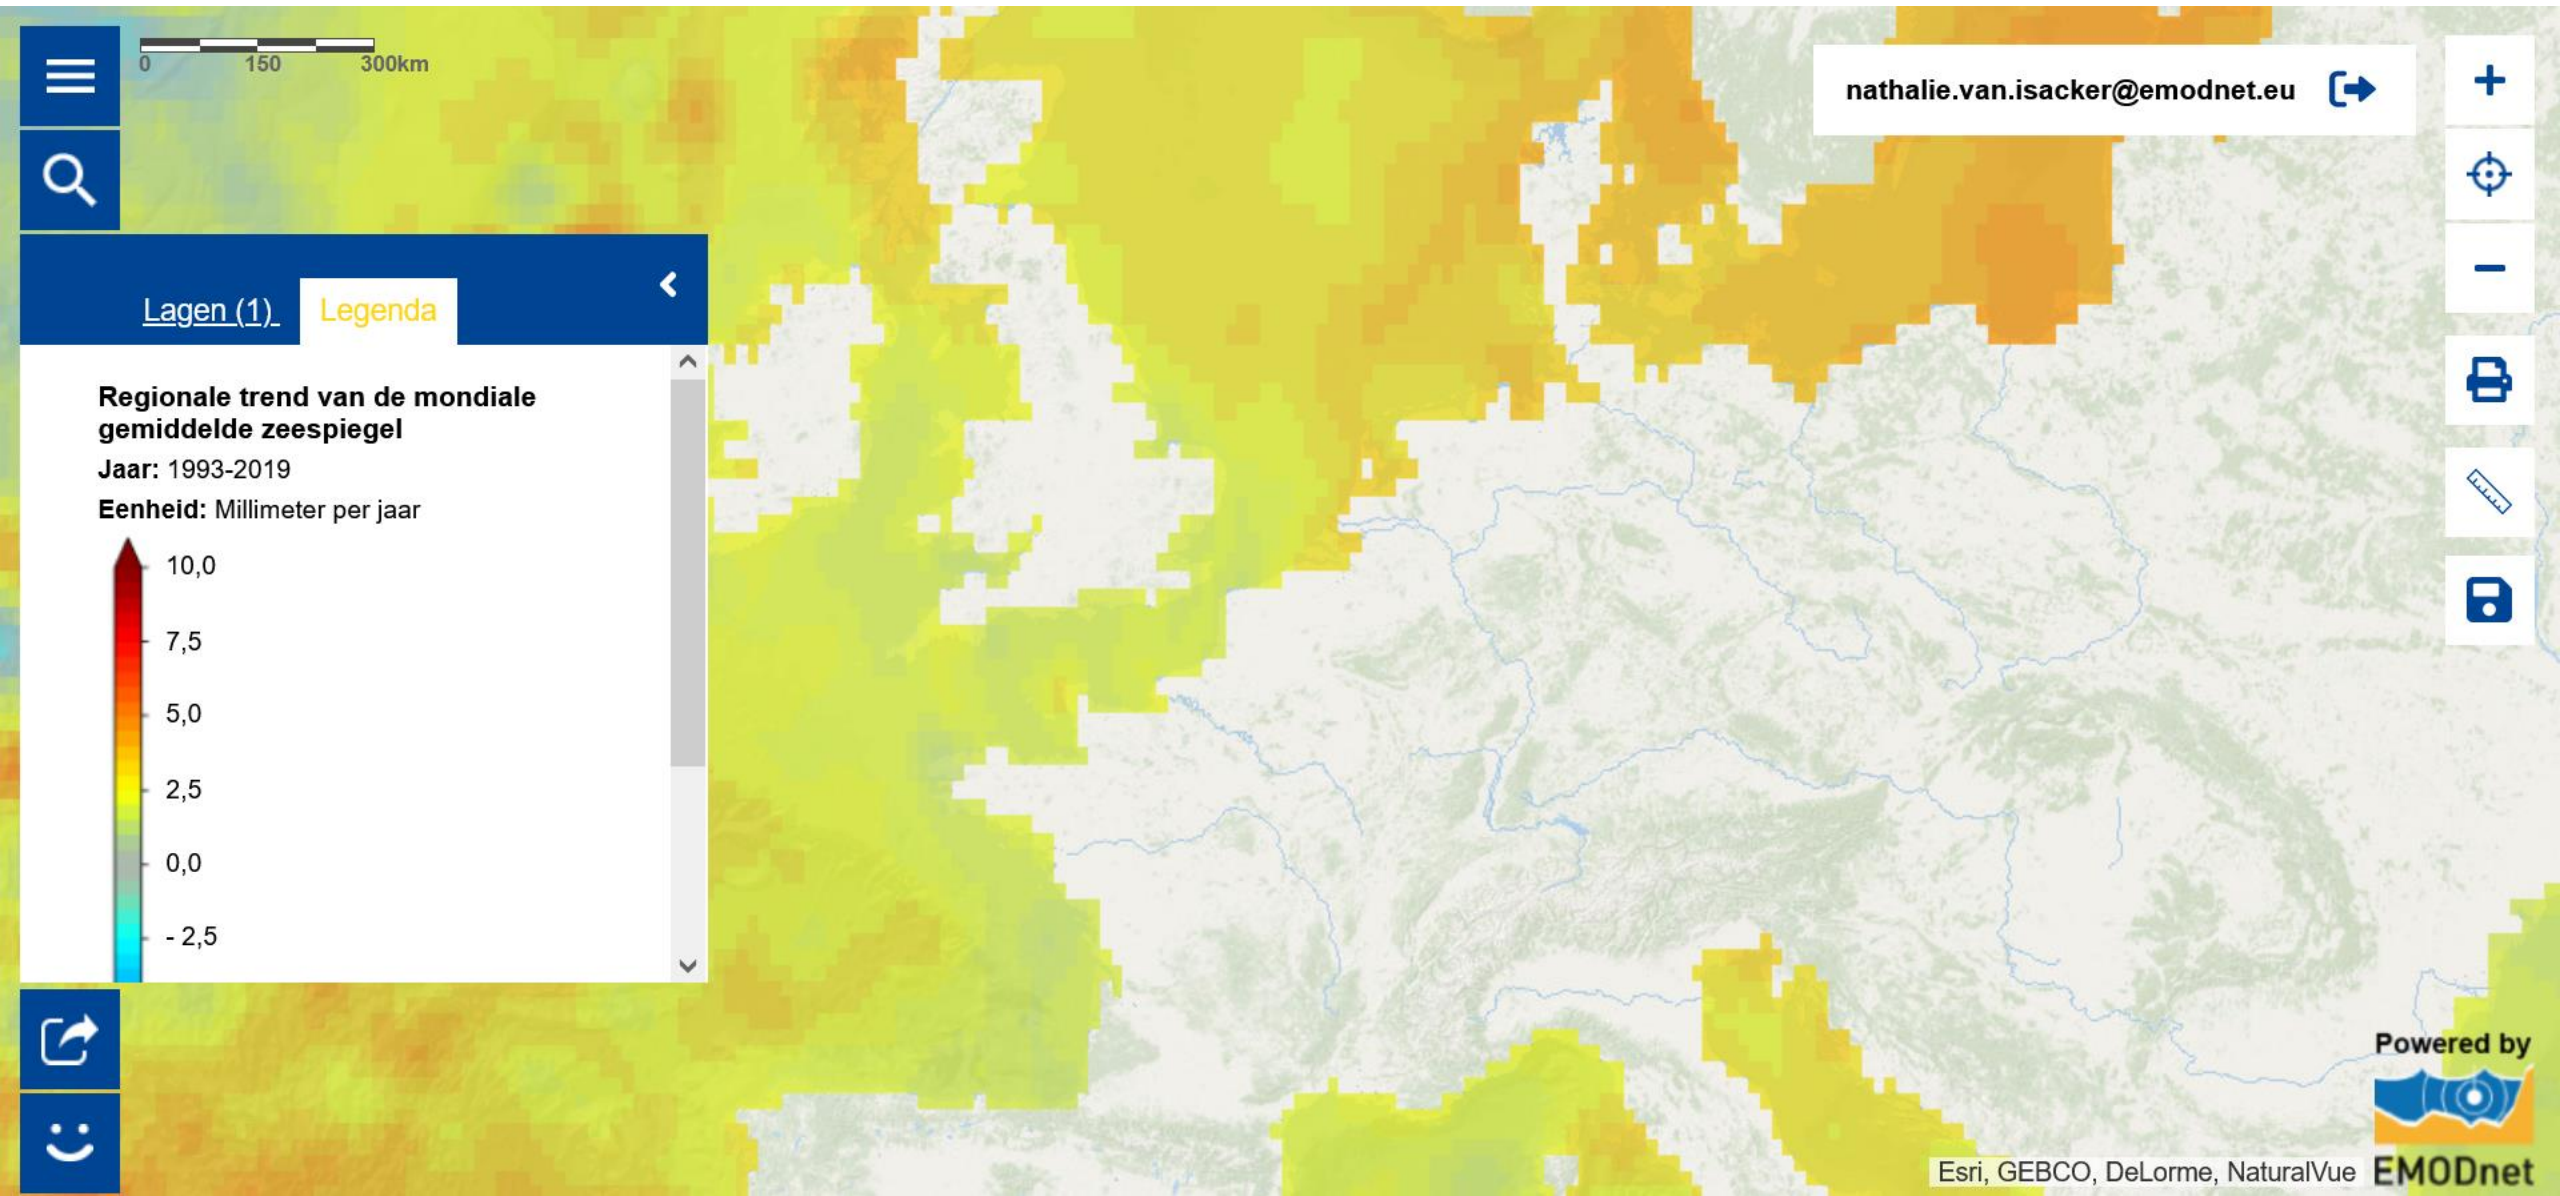 0 150 300km
nathalie.van.isacker@emodnet.eu
Lagen (1)
Legenda
Regionale trend van de mondiale
gemiddelde zeespiegel
Jaar: 1993-2019
Eenheid: Millimeter per jaar
10,0
7,5
5,0
2,5
0,0
- 2,5
Powered by
EMODnet
Esri, GEBCO, DeLorme, NaturalVue